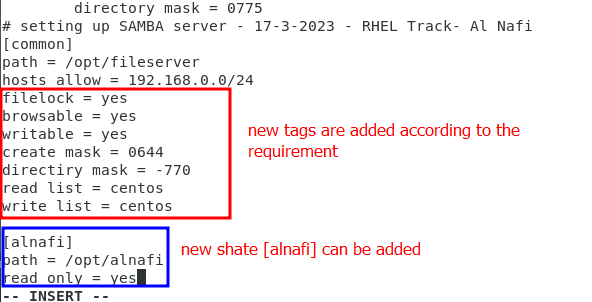 directory mask = 0775
# setting up SAMBA server - 17-3-2023 - RHEL Track- Al Nafi
[common]
path = /opt/fileserver
hosts allow = 192.168.0.0/24
filelock = yes
browsable = yes
writable = yes
create mask = 0644
directiry mask = -770
read list = centos
write list = centos
new tags are added according to the
requirement
[alnafi]
path = /opt/alnafi
read only = yes
new shate [alnafi] can be added
-- INSERT --